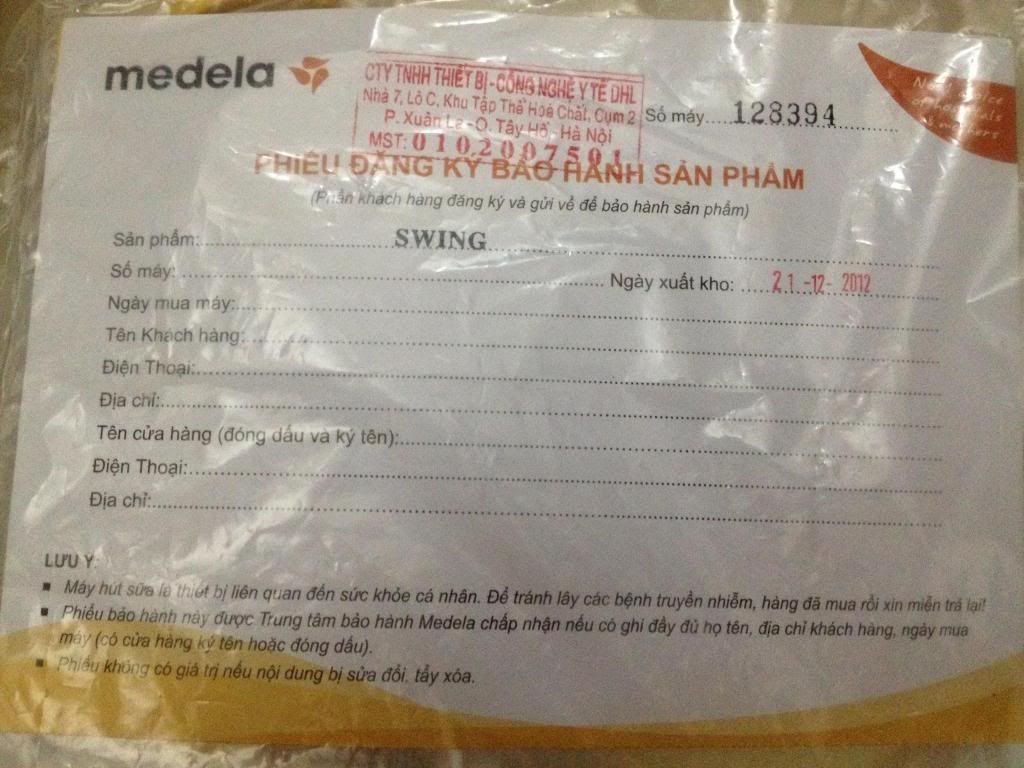 medela
CTY TNHH THIẾT BỊ - CÔNG NGHỆ Y TẾ DHL
Nhà 7, Lô C, Khu Tập Thể Hoá Chất, Cụm 2
P. Xuân La - Q. Tây Hồ - Hà Nội
MST: 0102007501
Số máy.....128394
of
mothers
PHIẾU ĐĂNG KÝ BẢO HÀNH SẢN PHẨM
(Phần khách hàng đăng ký và gửi về để bảo hành sản phẩm)
Sản phẩm: SWING
Số máy: Ngày xuất kho: 21-12-2012
Ngày mua máy:
Tên Khách hàng:
Điện Thoại:
Địa chỉ:
Tên cửa hàng (đóng dấu và ký tên):
Điện Thoại:
Địa chỉ:
LƯU Ý:
▪ Máy hút sữa là thiết bị liên quan đến sức khỏe cá nhân. Để tránh lây các bệnh truyền nhiễm, hàng đã mua rồi xin miễn trả lại!
▪ Phiếu bảo hành này được Trung tâm bảo hành Medela chấp nhận nếu có ghi đầy đủ họ tên, địa chỉ khách hàng, ngày mua
máy (có cửa hàng ký tên hoặc đóng dấu).
▪ Phiếu không có giá trị nếu nội dung bị sửa đổi, tẩy xóa.